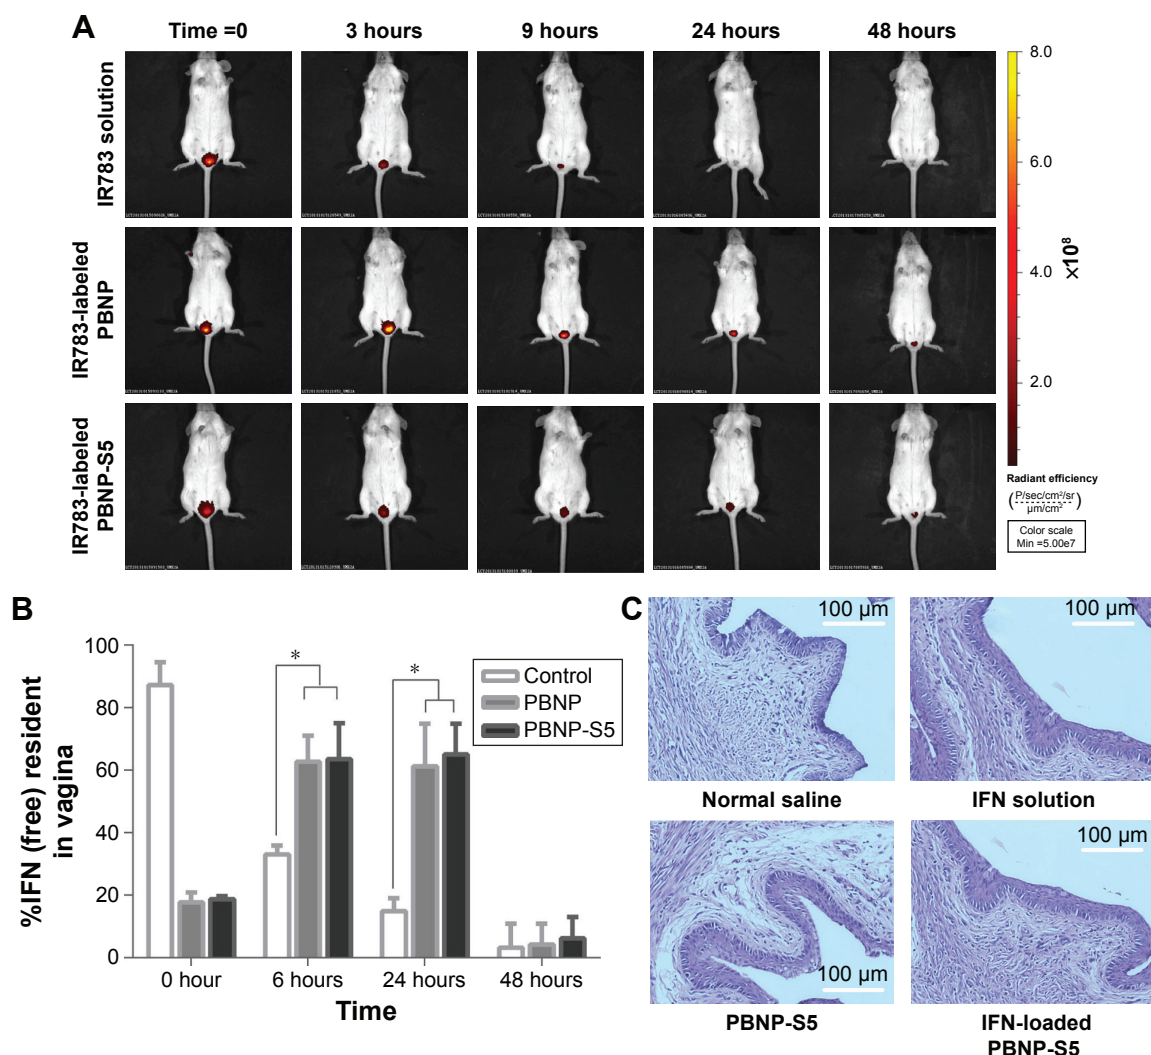 A
Time =0
3 hours
9 hours
24 hours
48 hours
IR783 solution
IR783-labeled
PBNP
IR783-labeled
PBNP-S5
8.0
6.0
4.0
2.0
×10⁸
Radiant efficiency
(P/sec/cm²/sr
μm/cm²)
Color scale
Min =5.00e7
B
%IFN (free) resident
in vagina
100
80
60
40
20
0
*
*
Control
PBNP
PBNP-S5
0 hour
6 hours
24 hours
48 hours
Time
C
100 μm
100 μm
Normal saline
IFN solution
100 μm
100 μm
PBNP-S5
IFN-loaded
PBNP-S5